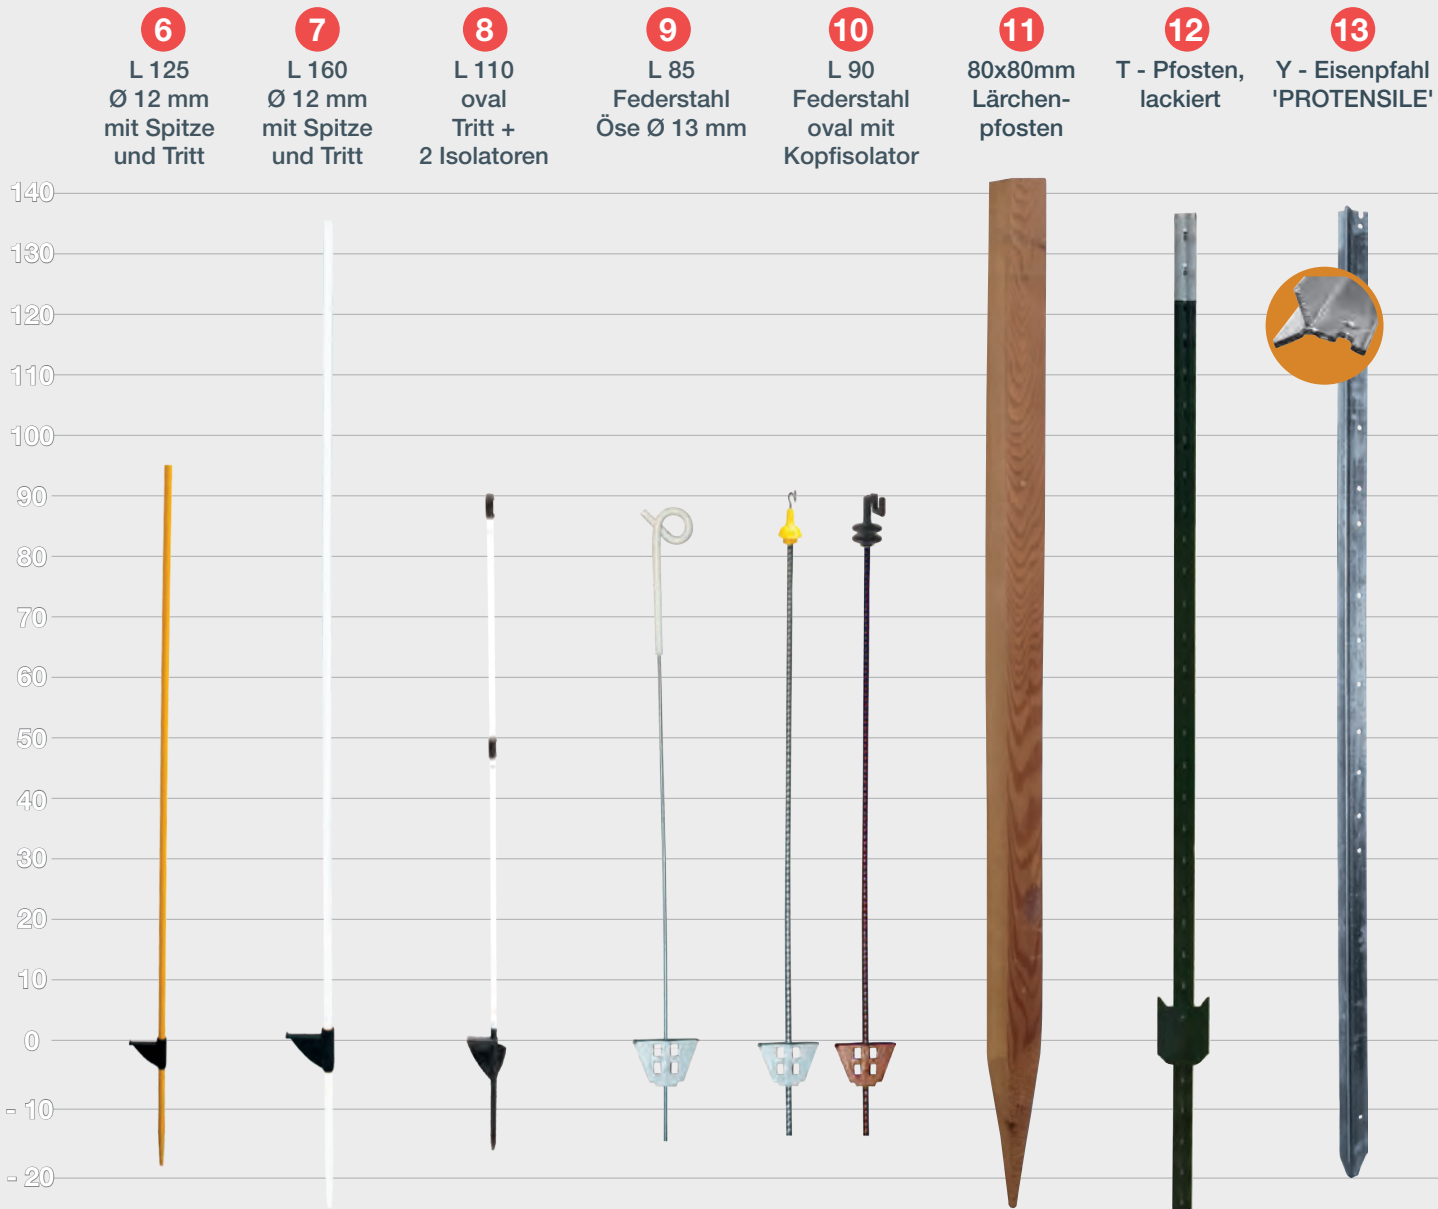 6
L 125
Ø 12 mm
mit Spitze
und Tritt
7
L 160
Ø 12 mm
mit Spitze
und Tritt
8
L 110
oval
Tritt +
2 Isolatoren
9
L 85
Federstahl
Öse Ø 13 mm
10
L 90
Federstahl
oval mit
Kopfisolator
11
80x80mm
Lärchen-
pfosten
12
T - Pfosten,
lackiert
13
Y - Eisenpfahl
'PROTENSILE'
140
130
120
110
100
90
80
70
60
50
40
30
20
10
0
- 10
- 20